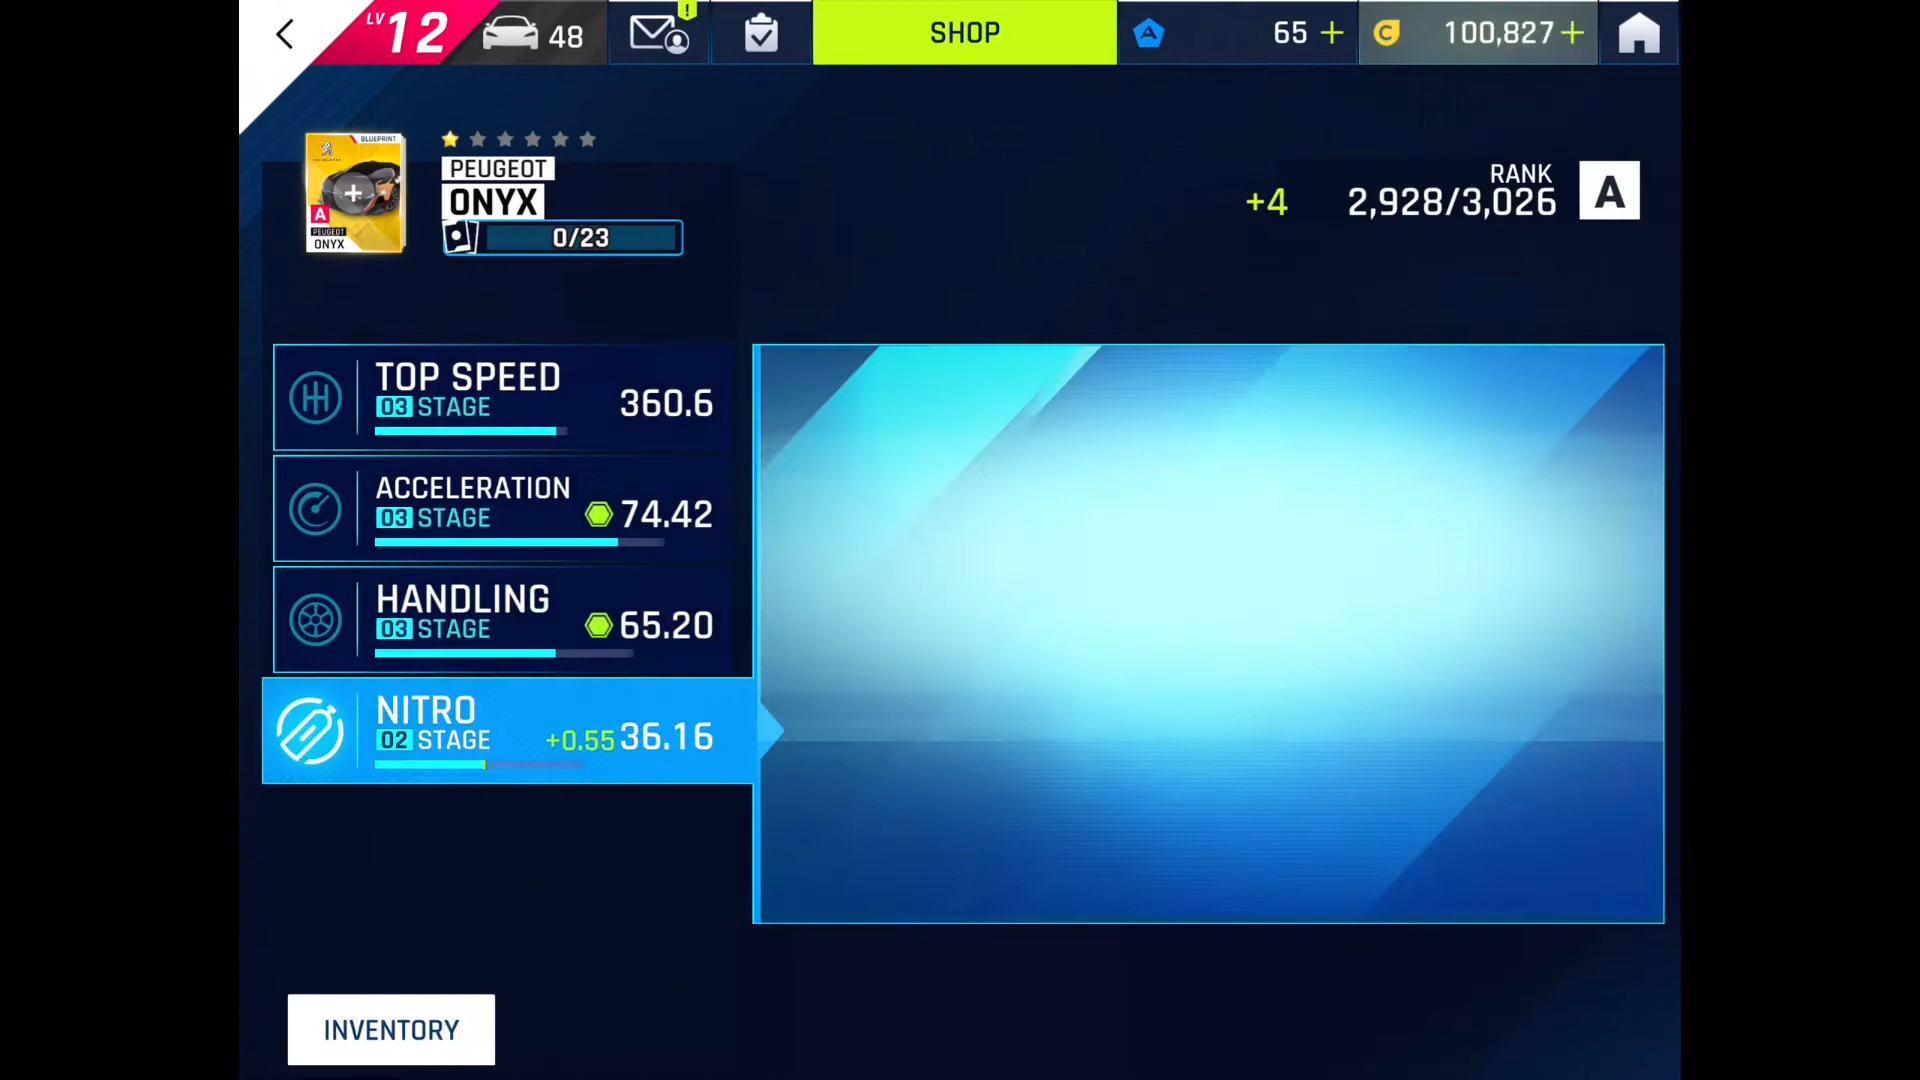 LV 12
48
!
SHOP
65 +
100,827 +
BLUEPRINT
A
PEUGEOT
ONYX
PEUGEOT
ONYX
0/23
+4
RANK
2,928/3,026
A
TOP SPEED
03 STAGE
360.6
ACCELERATION
03 STAGE
74.42
HANDLING
03 STAGE
65.20
NITRO
02 STAGE
+0.55 36.16
INVENTORY